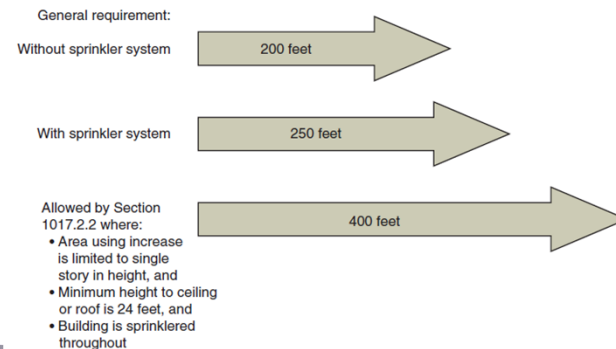 General requirement:
Without sprinkler system
200 feet
With sprinkler system
250 feet
Allowed by Section
1017.2.2 where:
• Area using increase
is limited to single
story in height, and
• Minimum height to ceiling
or roof is 24 feet, and
• Building is sprinklered
throughout
400 feet